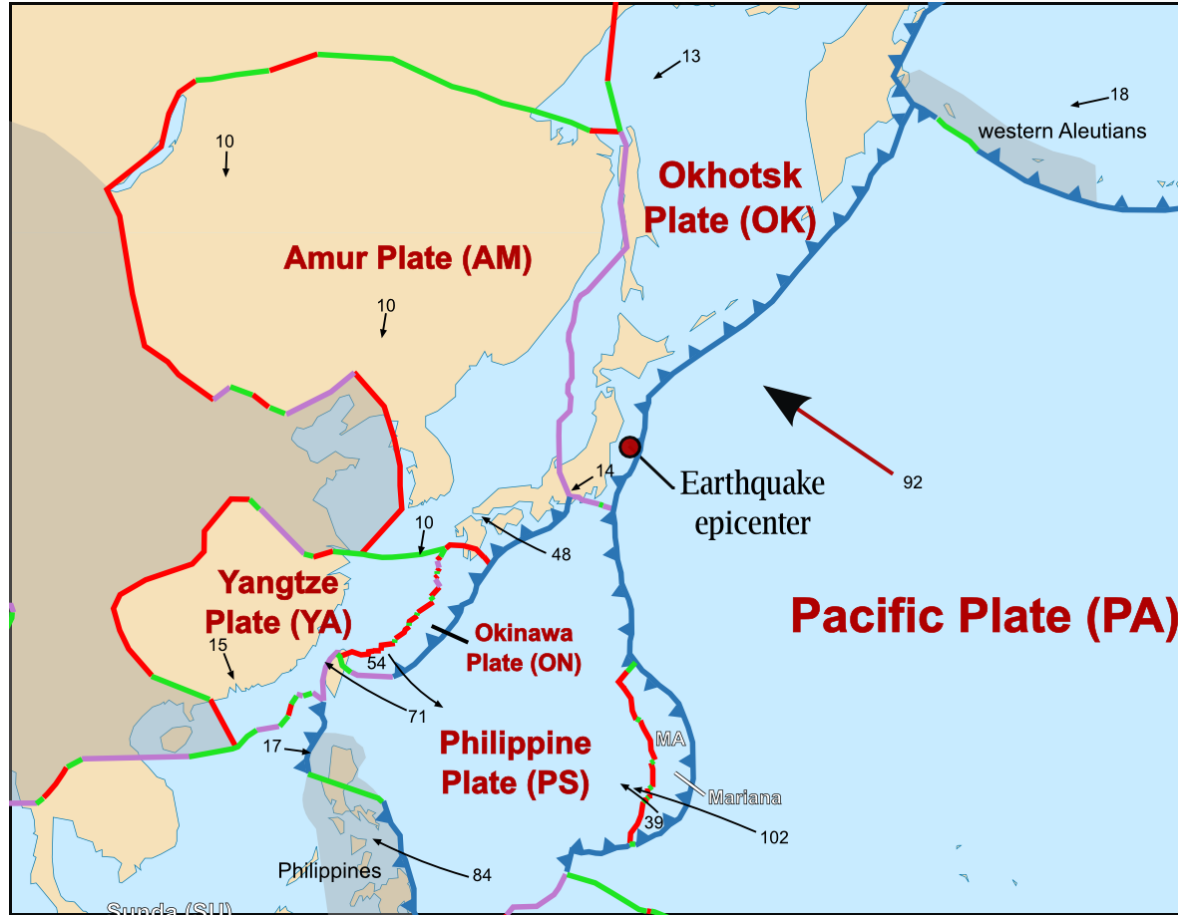 13
18
western Aleutians
10
Okhotsk
Plate (OK)
Amur Plate (AM)
10
14
Earthquake
epicenter
92
10
48
Yangtze
Plate (YA)
Pacific Plate (PA)
Okinawa
Plate (ON)
15
54
71
17
Philippine
Plate (PS)
MA
Mariana
39
102
Philippines
84
Sunda (SU)